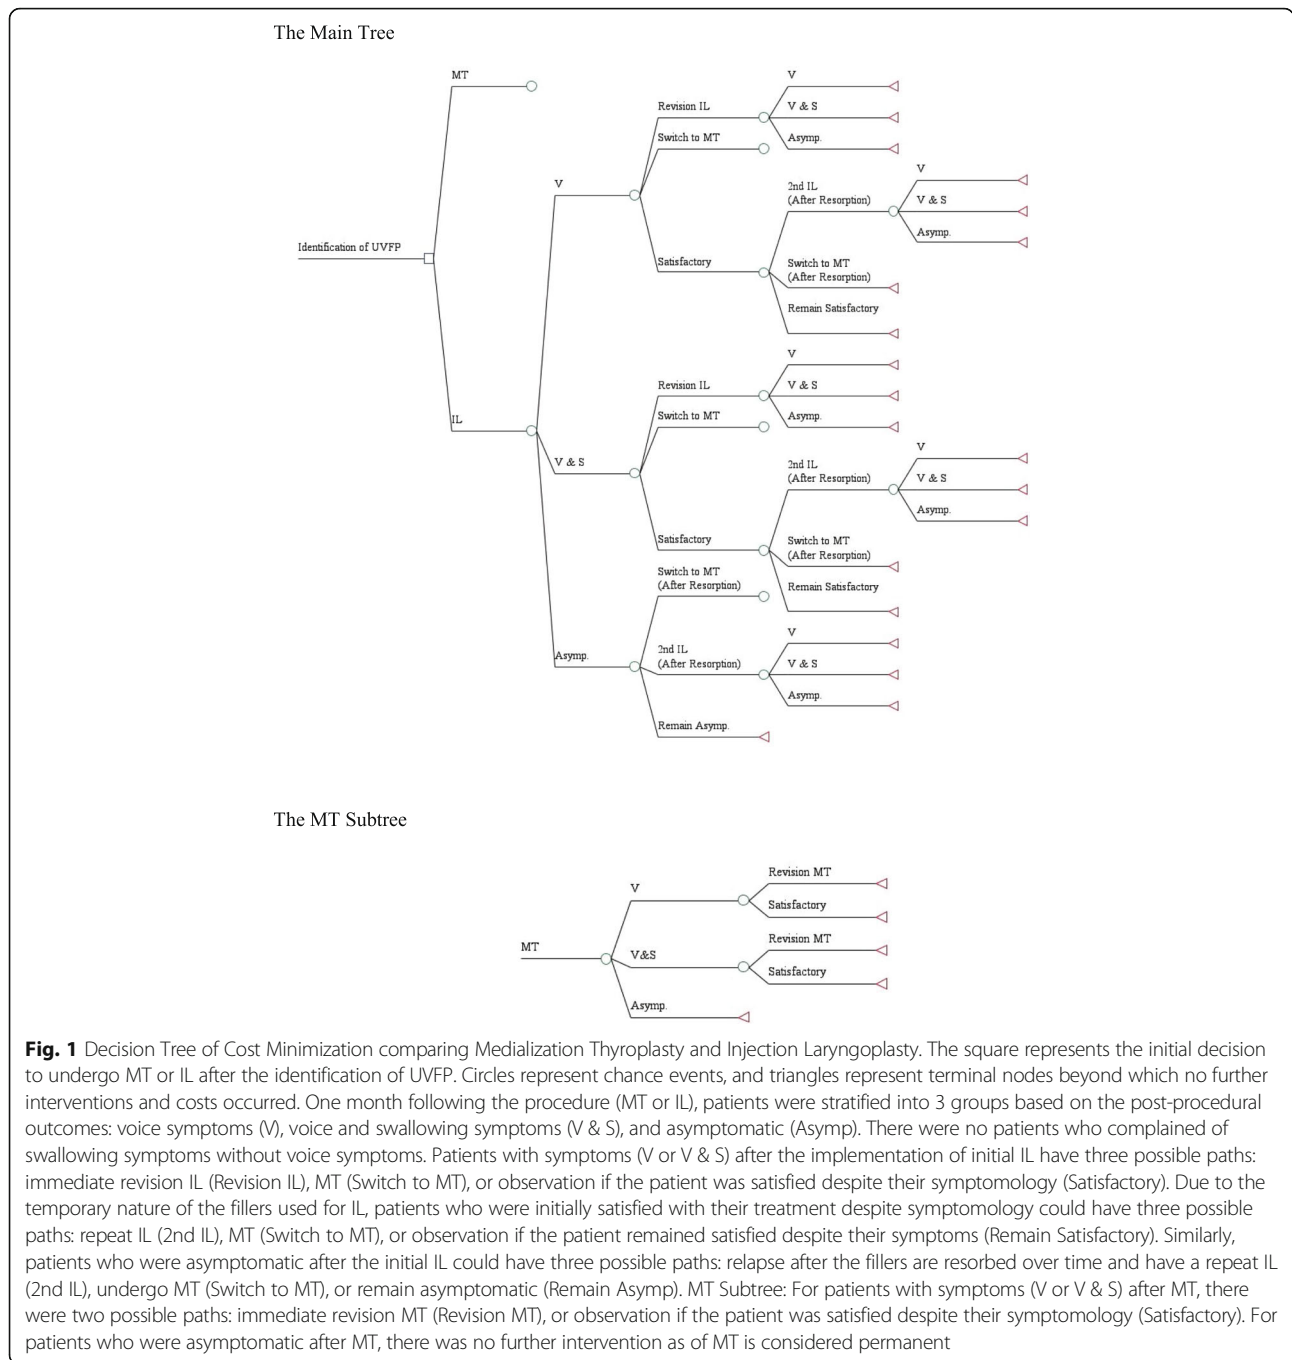 The Main Tree
MT
V
Revision IL
V & S
Switch to MT
Asymp.
V
V
2nd IL
(After Resorption)
V & S
Asymp.
Identification of UVFP
Satisfactory
Switch to MT
(After Resorption)
Remain Satisfactory
V
Revision IL
V & S
Switch to MT
Asymp.
IL
V
V & S
2nd IL
(After Resorption)
V & S
Asymp.
Satisfactory
Switch to MT
(After Resorption)
Switch to MT
(After Resorption)
Remain Satisfactory
V
Asymp.
2nd IL
(After Resorption)
V & S
Asymp.
Remain Asymp.
The MT Subtree
Revision MT
V
Satisfactory
Revision MT
MT
V&S
Satisfactory
Asymp.
Fig. 1 Decision Tree of Cost Minimization comparing Medialization Thyroplasty and Injection Laryngoplasty. The square represents the initial decision
to undergo MT or IL after the identification of UVFP. Circles represent chance events, and triangles represent terminal nodes beyond which no further
interventions and costs occurred. One month following the procedure (MT or IL), patients were stratified into 3 groups based on the post-procedural
outcomes: voice symptoms (V), voice and swallowing symptoms (V & S), and asymptomatic (Asymp). There were no patients who complained of
swallowing symptoms without voice symptoms. Patients with symptoms (V or V & S) after the implementation of initial IL have three possible paths:
immediate revision IL (Revision IL), MT (Switch to MT), or observation if the patient was satisfied despite their symptomology (Satisfactory). Due to the
temporary nature of the fillers used for IL, patients who were initially satisfied with their treatment despite symptomology could have three possible
paths: repeat IL (2nd IL), MT (Switch to MT), or observation if the patient remained satisfied despite their symptoms (Remain Satisfactory). Similarly,
patients who were asymptomatic after the initial IL could have three possible paths: relapse after the fillers are resorbed over time and have a repeat IL
(2nd IL), undergo MT (Switch to MT), or remain asymptomatic (Remain Asymp). MT Subtree: For patients with symptoms (V or V & S) after MT, there
were two possible paths: immediate revision MT (Revision MT), or observation if the patient was satisfied despite their symptomology (Satisfactory). For
patients who were asymptomatic after MT, there was no further intervention as of MT is considered permanent